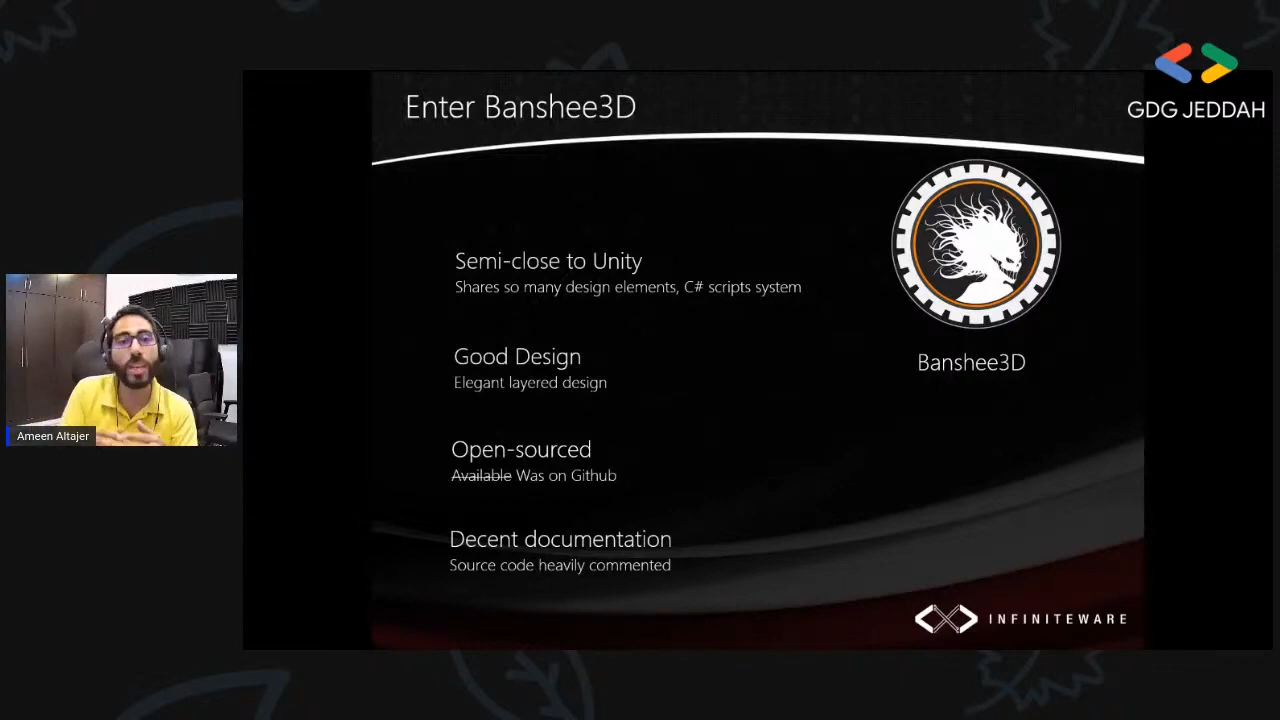 Enter Banshee3D
GDG JEDDAH
Semi-close to Unity
Shares so many design elements, C# scripts system
Good Design
Elegant layered design
Banshee3D
Open-sourced
Available Was on Github
Decent documentation
Source code heavily commented
INFINITEWARE
Ameen Altajer